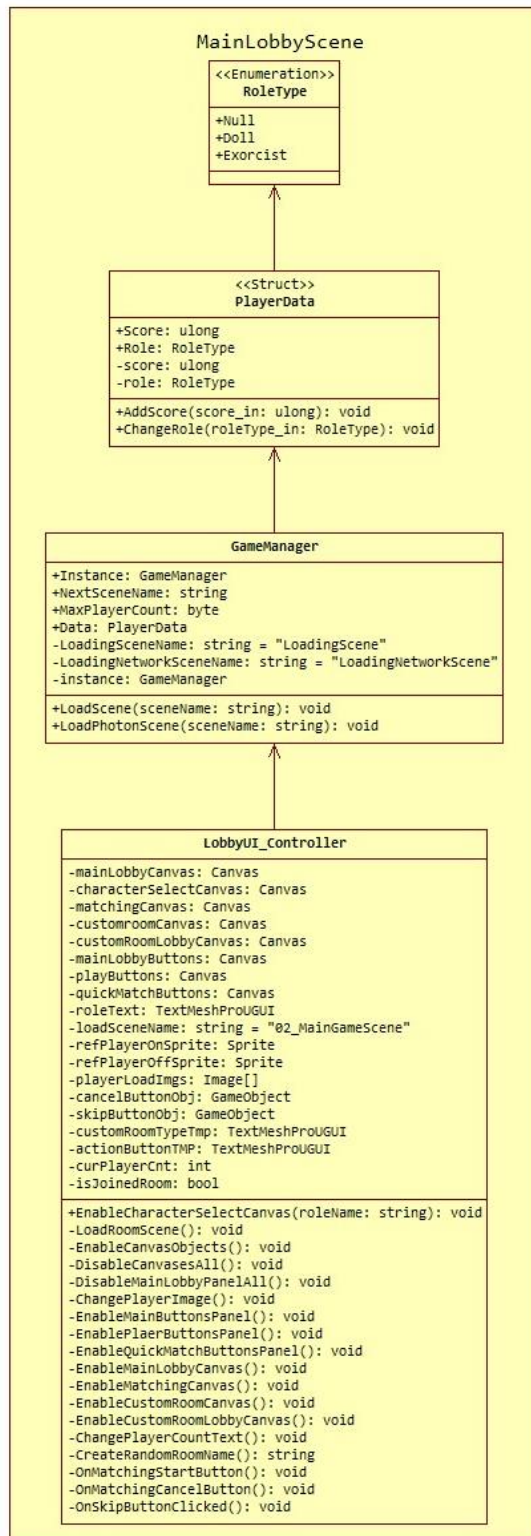 MainLobbyScene
<<Enumeration>>
RoleType
+Null
+Doll
+Exorcist
<<Struct>>
PlayerData
+Score: ulong
+Role: RoleType
-score: ulong
-role: RoleType
+AddScore(score_in: ulong): void
+ChangeRole(roleType_in: RoleType): void
GameManager
+Instance: GameManager
+NextSceneName: string
+MaxPlayerCount: byte
+Data: PlayerData
-LoadingSceneName: string = "LoadingScene"
-LoadingNetworkSceneName: string = "LoadingNetworkScene"
-instance: GameManager
+LoadScene(sceneName: string): void
+LoadPhotonScene(sceneName: string): void
LobbyUI_Controller
-mainLobbyCanvas: Canvas
-characterSelectCanvas: Canvas
-matchingCanvas: Canvas
-customroomCanvas: Canvas
-customRoomLobbyCanvas: Canvas
-mainLobbyButtons: Canvas
-playButtons: Canvas
-quickMatchButtons: Canvas
-roleText: TextMeshProUGUI
-loadSceneName: string = "02_MainGameScene"
-refPlayerOnSprite: Sprite
-refPlayerOffSprite: Sprite
-playerLoadImgs: Image[]
-cancelButtonObj: GameObject
-skipButtonObj: GameObject
-customRoomTypeTmp: TextMeshProUGUI
-actionButtonTMP: TextMeshProUGUI
-curPlayerCnt: int
-isJoinedRoom: bool
+EnableCharacterSelectCanvas(roleName: string): void
-LoadRoomScene(): void
-EnableCanvasObjects(): void
-DisableCanvasesAll(): void
-DisableMainLobbyPanelAll(): void
-ChangePlayerImage(): void
-EnableMainButtonsPanel(): void
-EnablePlaerButtonsPanel(): void
-EnableQuickMatchButtonsPanel(): void
-EnableMainLobbyCanvas(): void
-EnableMatchingCanvas(): void
-EnableCustomRoomCanvas(): void
-EnableCustomRoomLobbyCanvas(): void
-ChangePlayerCountText(): void
-CreateRandomRoomName(): string
-OnMatchingStartButton(): void
-OnMatchingCancelButton(): void
-OnSkipButtonClicked(): void